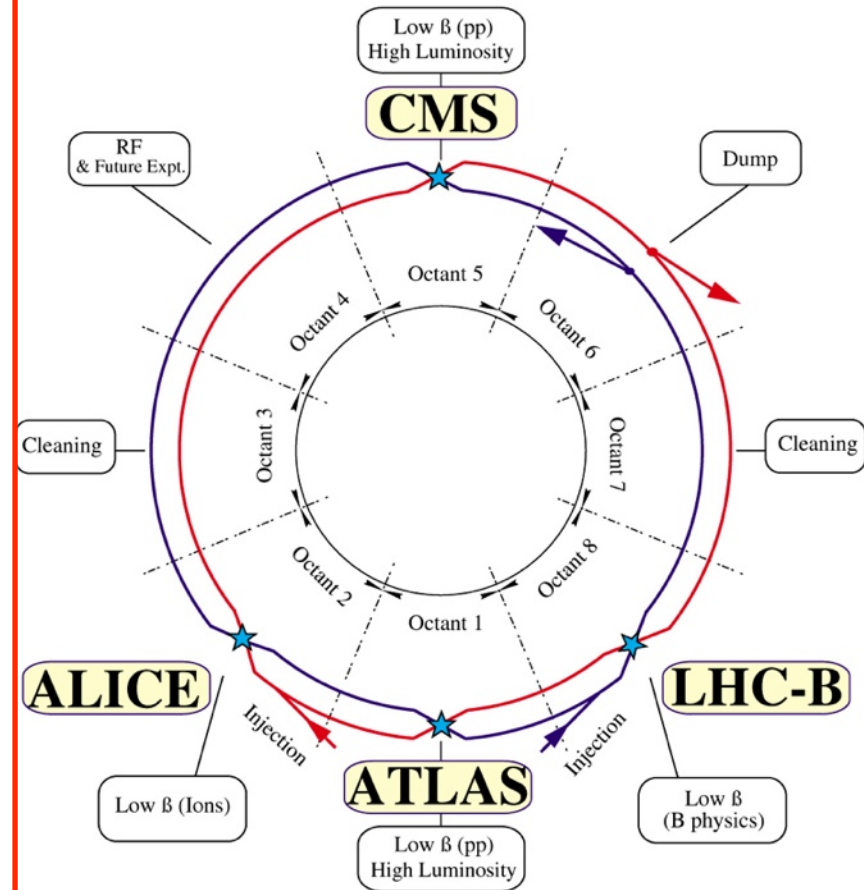 Low ß (pp)
High Luminosity
CMS
RF
& Future Expt.
Dump
Octant 5
Octant 4
Octant 6
Cleaning
Octant 3
Octant 7
Cleaning
Octant 2
Octant 8
Octant 1
ALICE
LHC-B
Injection
Injection
ATLAS
Low ß (Ions)
Low ß
(B physics)
Low ß (pp)
High Luminosity